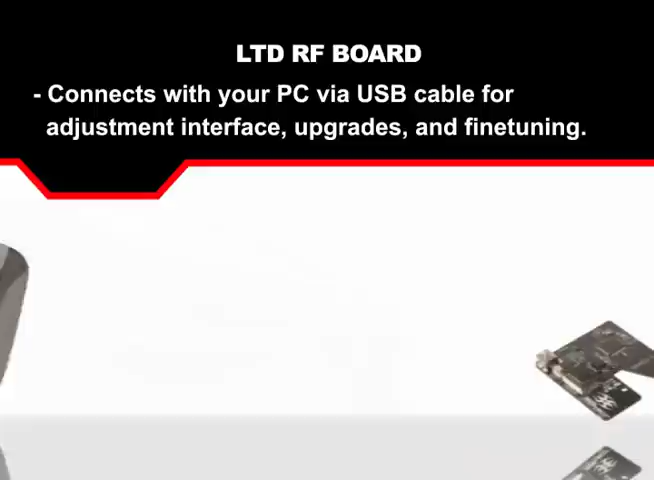 LTD RF BOARD
- Connects with your PC via USB cable for
adjustment interface, upgrades, and finetuning.